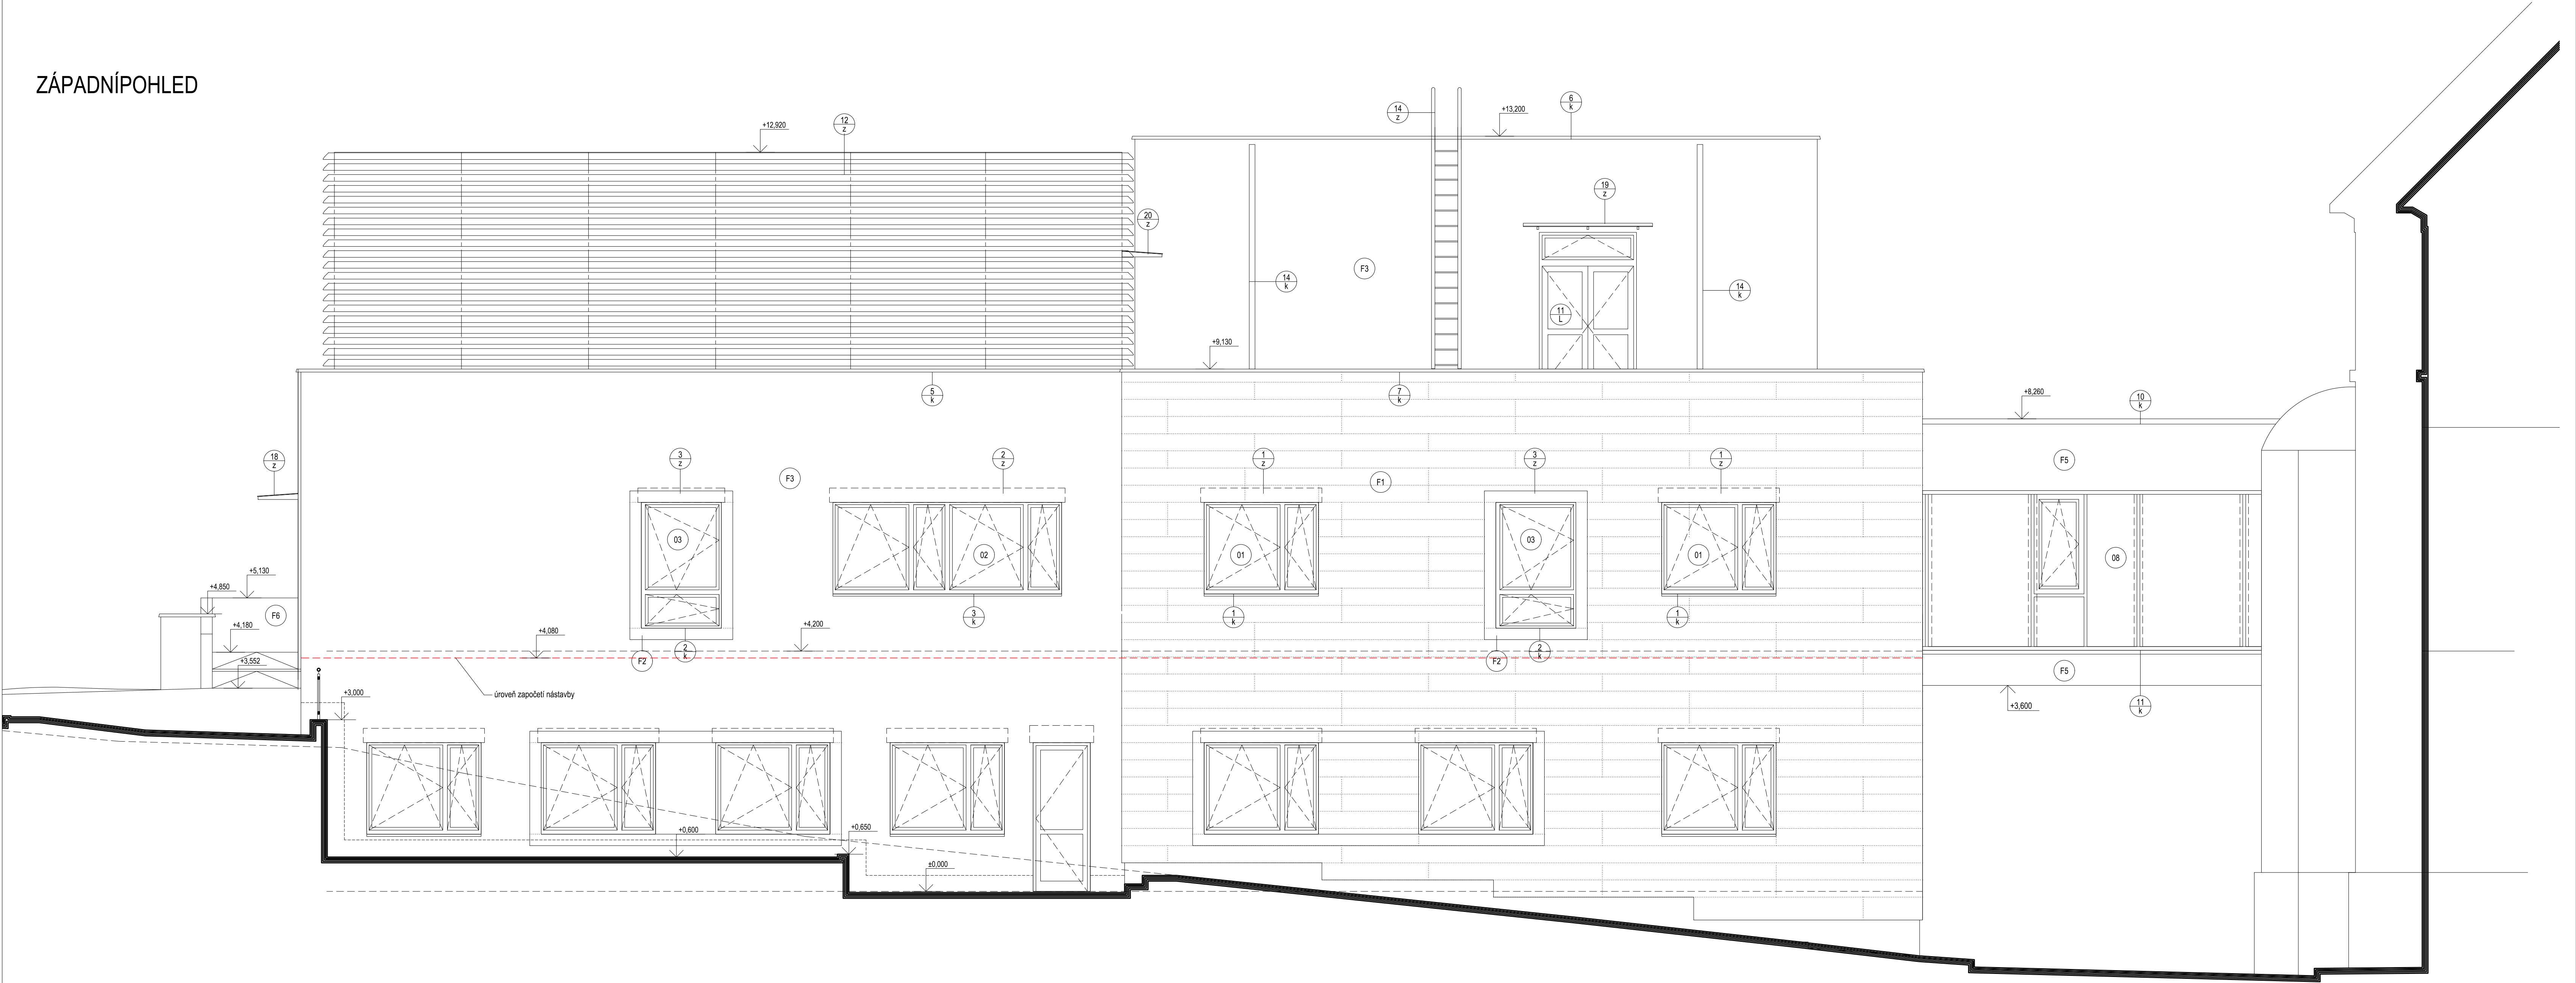 ZÁPADNÍPOHLED
14
z
+13,200
6
k
+12,920
12
z
19
z
20
z
F3
14
k
14
k
11
L
+9,130
5
k
7
k
+8,260
10
k
3
z
F3
2
z
1
z
F1
3
z
1
z
F5
18
z
03
02
01
03
01
08
+5,130
+4,850
F6
3
k
1
k
1
k
+4,180
+4,080
+4,200
+3,552
F2
2
k
F2
2
k
F5
úroveň započetí nástavby
+3,000
+3,600
11
k
+0,600
+0,650
±0,000